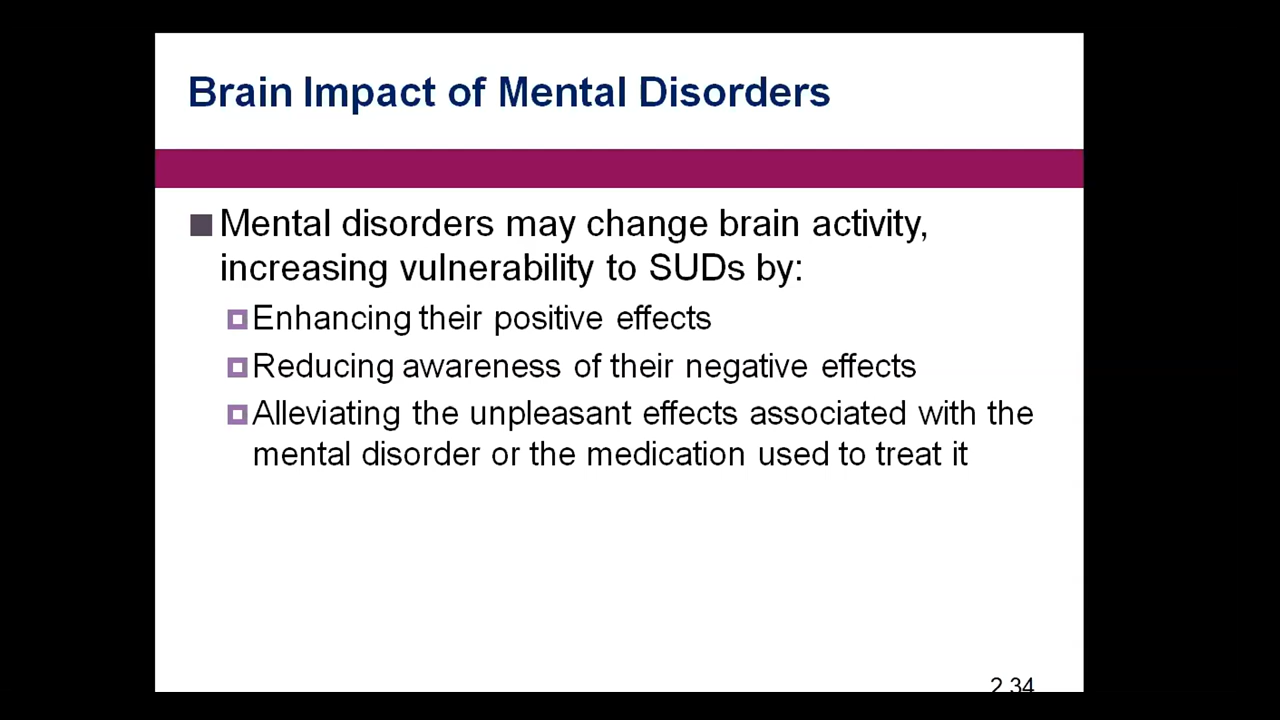 Brain Impact of Mental Disorders
Mental disorders may change brain activity,
increasing vulnerability to SUDs by:
Enhancing their positive effects
Reducing awareness of their negative effects
Alleviating the unpleasant effects associated with the
mental disorder or the medication used to treat it
2.34